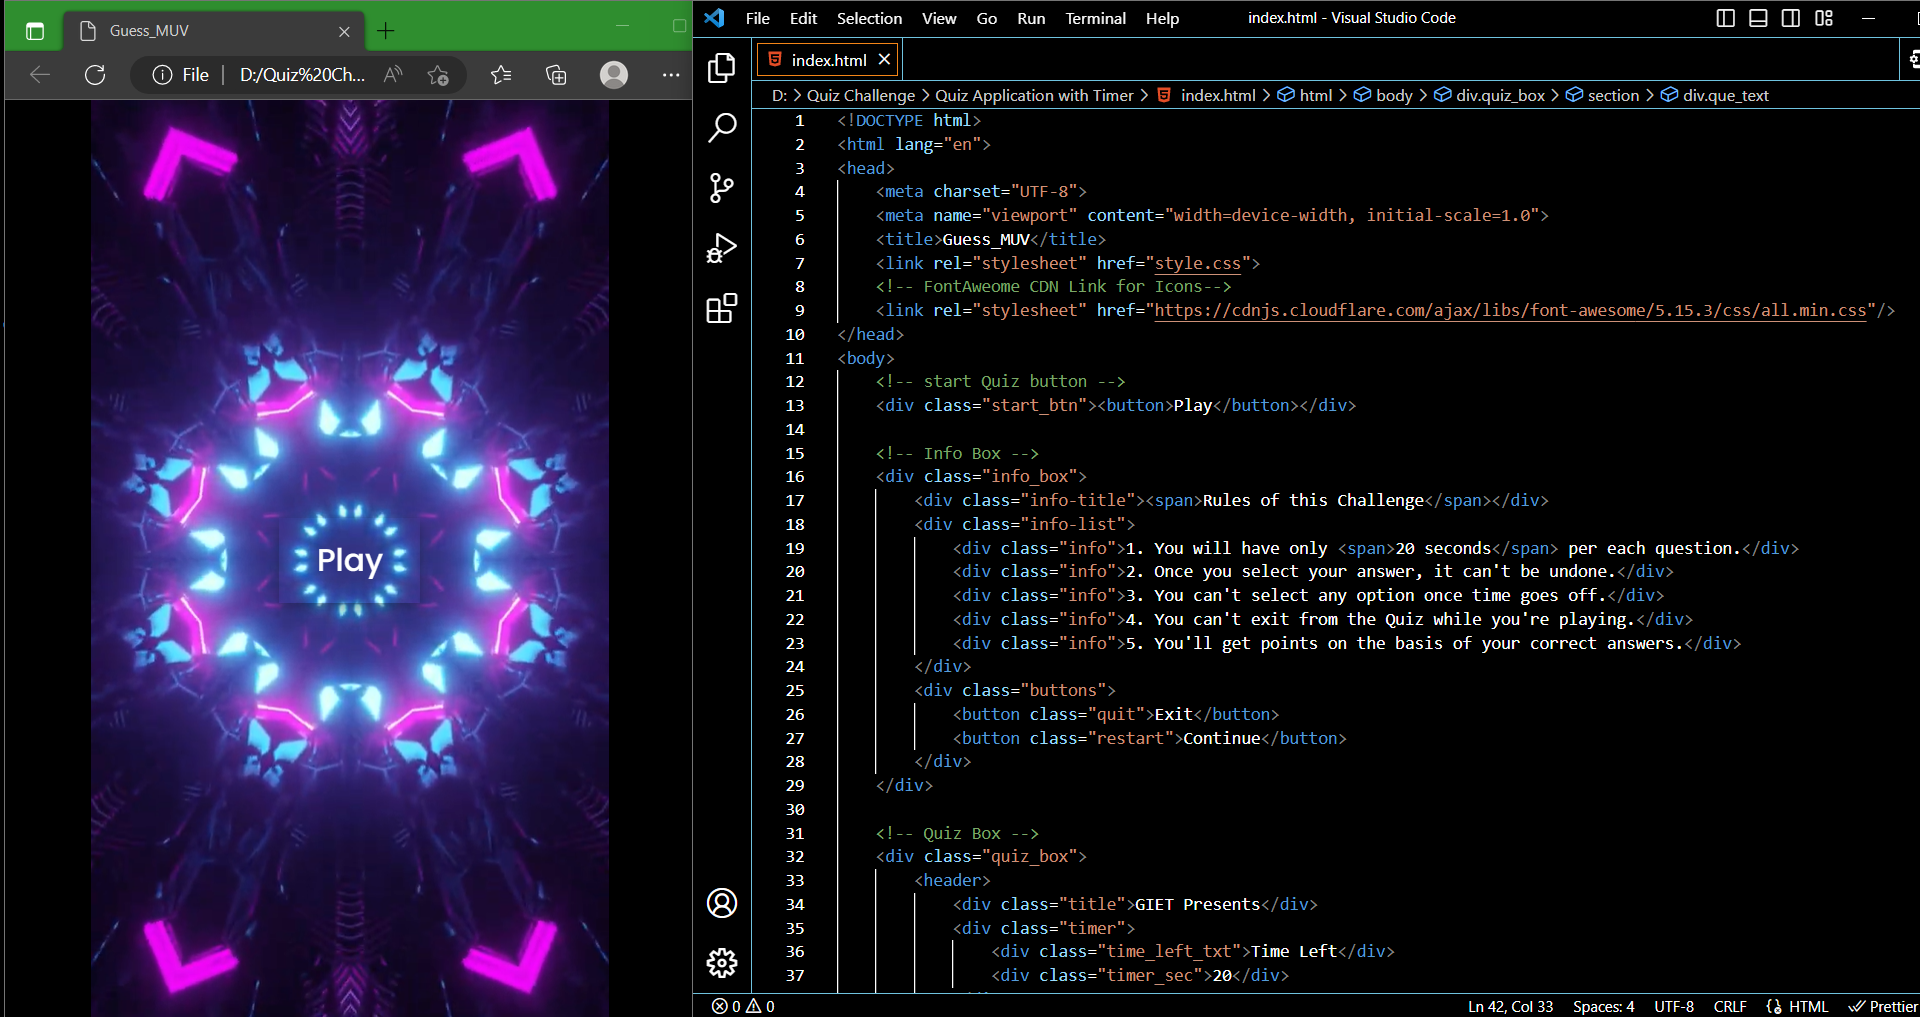 Guess_MUV
File
D:/Quiz%20Ch...
Play
File Edit Selection View Go Run Terminal Help
index.html - Visual Studio Code
index.html
D: > Quiz Challenge > Quiz Application with Timer > index.html > html > body > div.quiz_box > section > div.que_text
1 <!DOCTYPE html>
2 <html lang="en">
3 <head>
4 <meta charset="UTF-8">
5 <meta name="viewport" content="width=device-width, initial-scale=1.0">
6 <title>Guess_MUV</title>
7 <link rel="stylesheet" href="style.css">
8 <!-- FontAweome CDN Link for Icons-->
9 <link rel="stylesheet" href="https://cdnjs.cloudflare.com/ajax/libs/font-awesome/5.15.3/css/all.min.css"/>
10 </head>
11 <body>
12 <!-- start Quiz button -->
13 <div class="start_btn"><button>Play</button></div>
14
15 <!-- Info Box -->
16 <div class="info_box">
17 <div class="info-title"><span>Rules of this Challenge</span></div>
18 <div class="info-list">
19 <div class="info">1. You will have only <span>20 seconds</span> per each question.</div>
20 <div class="info">2. Once you select your answer, it can't be undone.</div>
21 <div class="info">3. You can't select any option once time goes off.</div>
22 <div class="info">4. You can't exit from the Quiz while you're playing.</div>
23 <div class="info">5. You'll get points on the basis of your correct answers.</div>
24 </div>
25 <div class="buttons">
26 <button class="quit">Exit</button>
27 <button class="restart">Continue</button>
28 </div>
29 </div>
30
31 <!-- Quiz Box -->
32 <div class="quiz_box">
33 <header>
34 <div class="title">GIET Presents</div>
35 <div class="timer">
36 <div class="time_left_txt">Time Left</div>
37 <div class="timer_sec">20</div>
0 0
Ln 42, Col 33 Spaces: 4 UTF-8 CRLF HTML Prettier